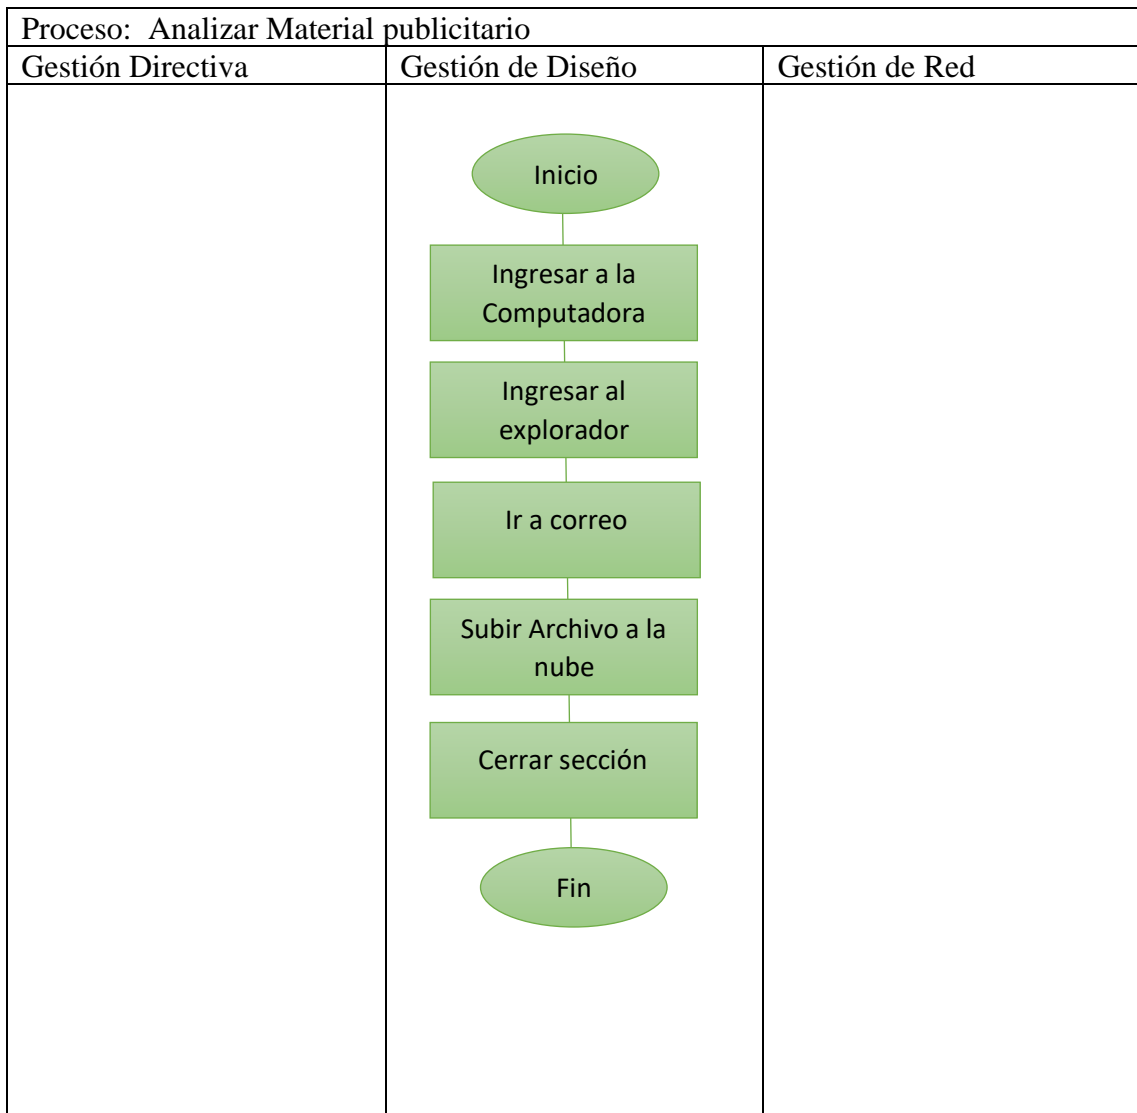 Proceso:  Analizar Material publicitario
Gestión Directiva
Gestión de Diseño
Gestión de Red
Inicio
Ingresar a la
Computadora
Ingresar al
explorador
Ir a correo
Subir Archivo a la
nube
Cerrar sección
Fin